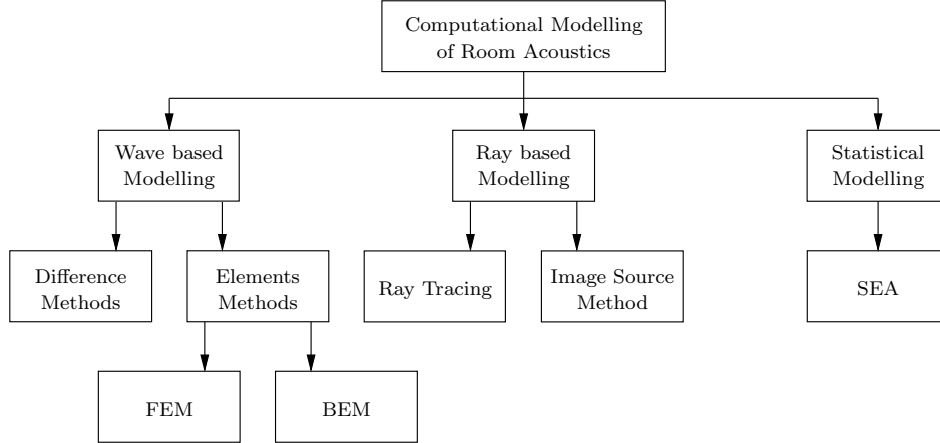 Computational Modelling
of Room Acoustics
Wave based
Modelling
Ray based
Modelling
Statistical
Modelling
Difference
Methods
Elements
Methods
Ray Tracing
Image Source
Method
SEA
FEM
BEM